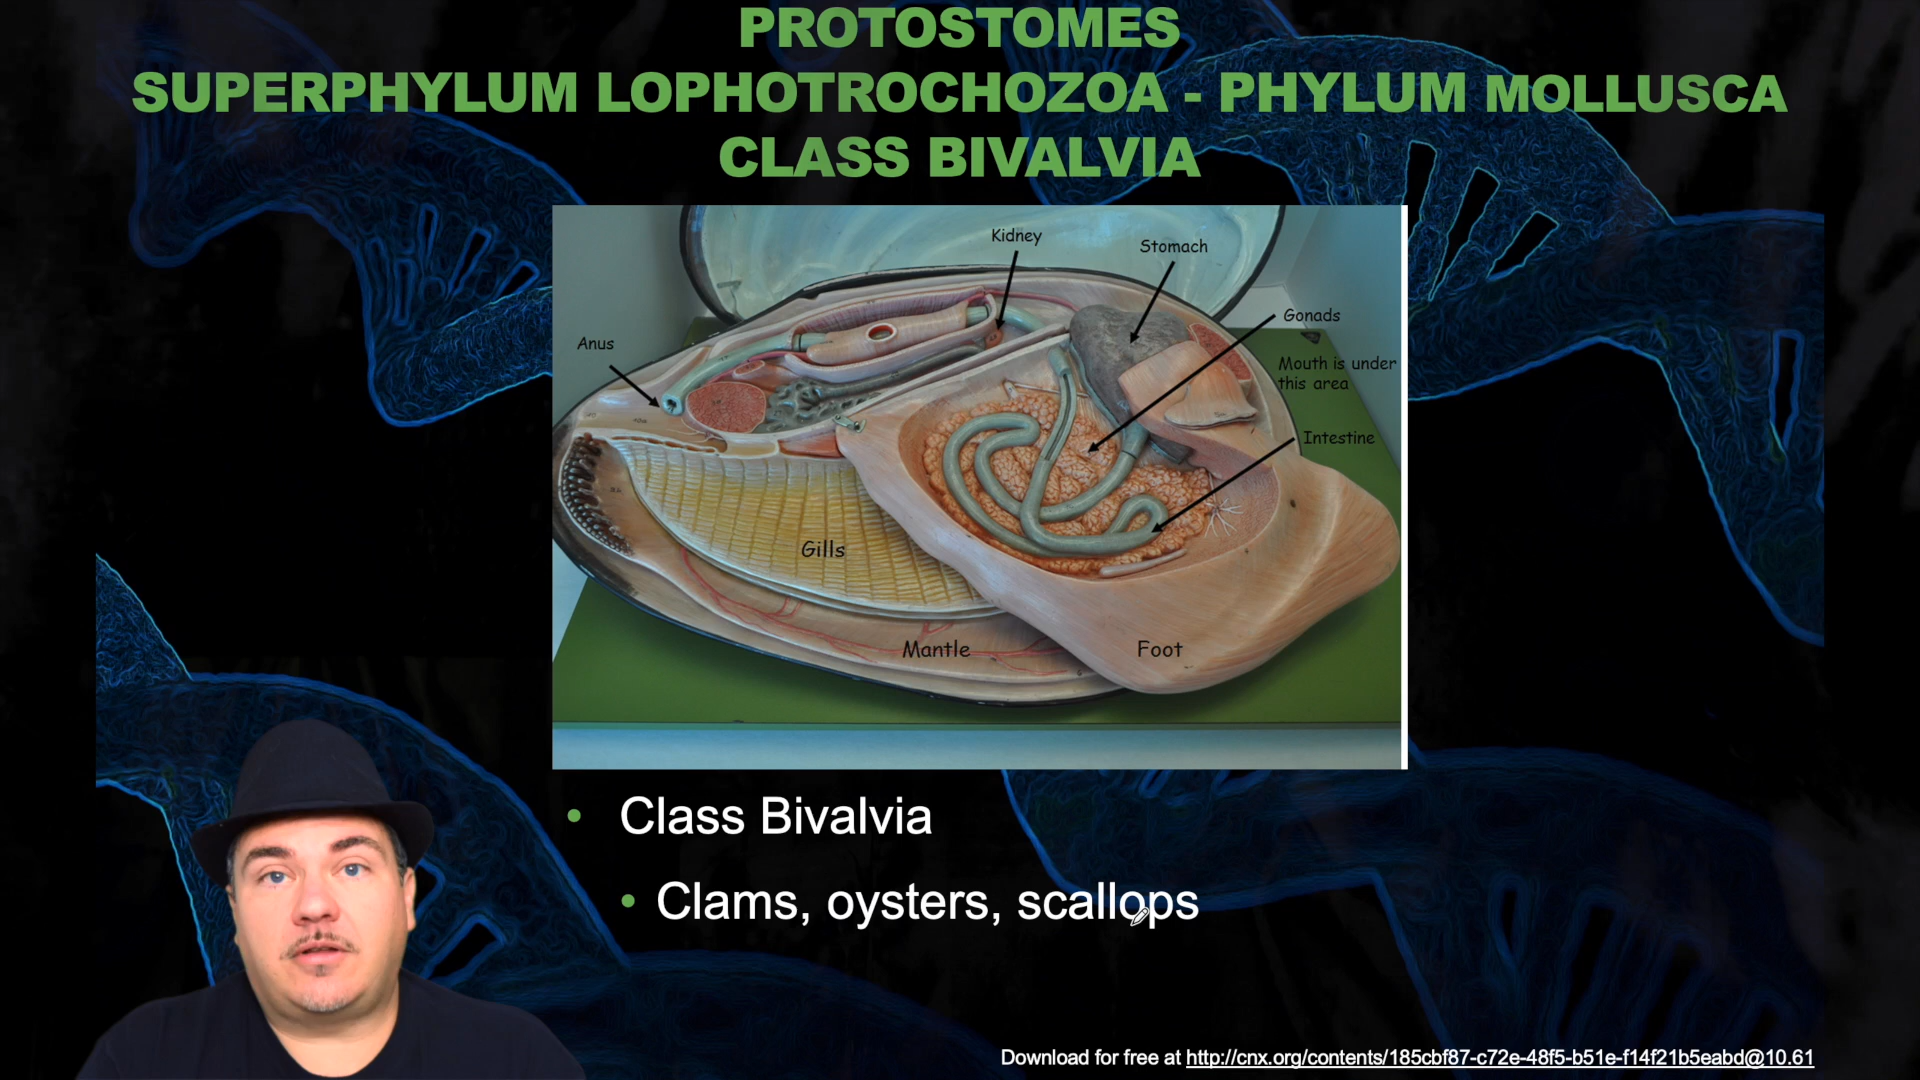 PROTOSTOMES
SUPERPHYLUM LOPHOTROCHOZOA - PHYLUM MOLLUSCA
CLASS BIVALVIA
Kidney
Stomach
Gonads
Anus
Mouth is under
this area
Intestine
Gills
Mantle
Foot
• Class Bivalvia
• Clams, oysters, scallops
Download for free at http://cnx.org/contents/185cbf87-c72e-48f5-b51e-f14f21b5eabd@10.61